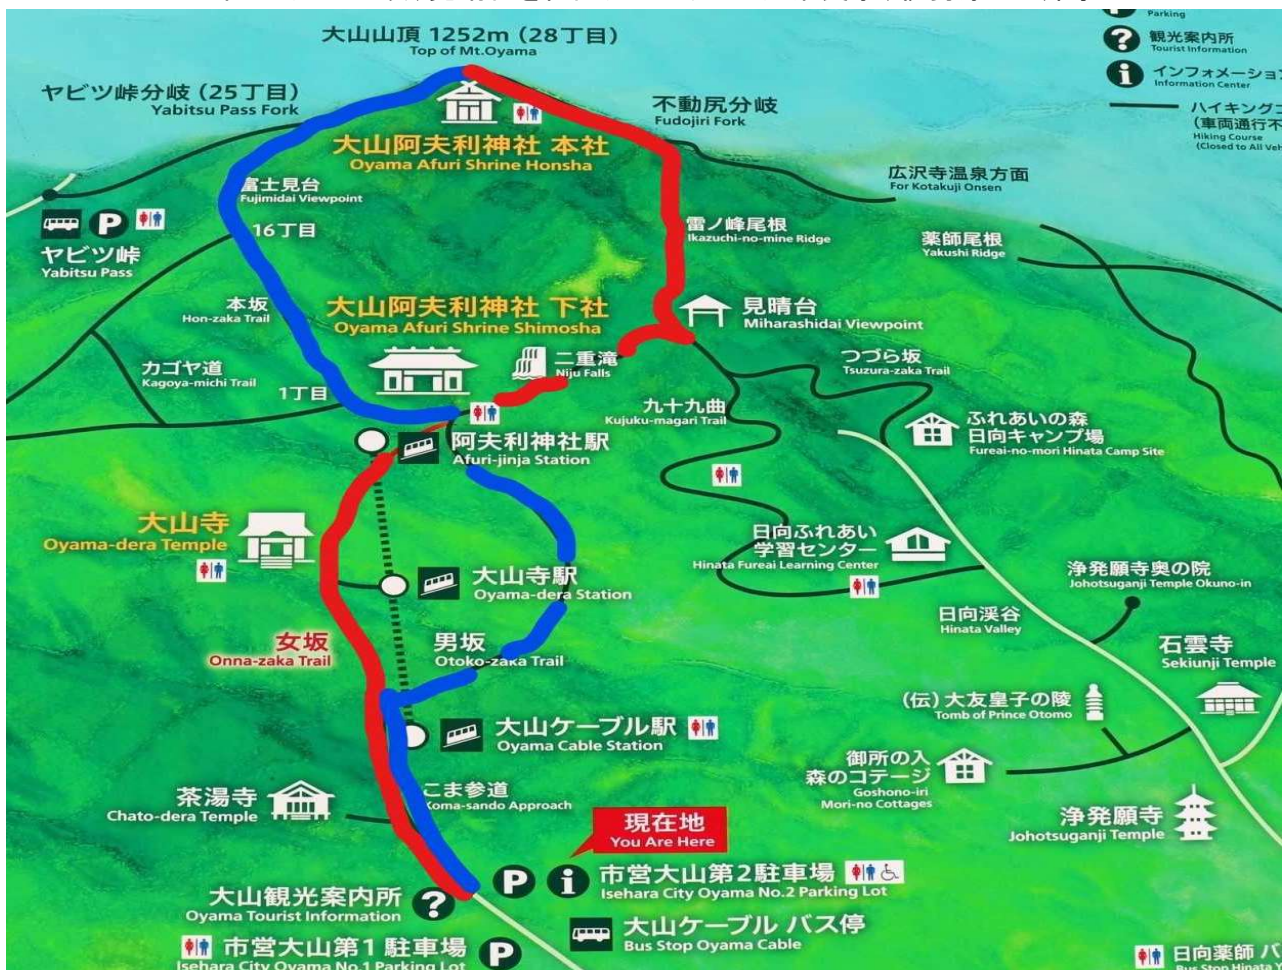 大山山頂 1252m (28丁目)
Top of Mt.Oyama
Parking
観光案内所
Tourist Information
インフォメーション
Information Center
ハイキングコ
(車両通行不
Hiking Course
(Closed to All Veh
ヤビツ峠分岐 (25丁目)
Yabitsu Pass Fork
不動尻分岐
Fudojiri Fork
大山阿夫利神社 本社
Oyama Afuri Shrine Honsha
広沢寺温泉方面
For Kotakuji Onsen
富士見台
Fujimidai Viewpoint
16丁目
P
ヤビツ峠
Yabitsu Pass
雷ノ峰尾根
Ikazuchi-no-mine Ridge
薬師尾根
Yakushi Ridge
本坂
Hon-zaka Trail
大山阿夫利神社 下社
Oyama Afuri Shrine Shimosha
見晴台
Miharashidai Viewpoint
カゴヤ道
Kagoya-michi Trail
1丁目
二重滝
Niju Falls
つづら坂
Tsuzura-zaka Trail
九十九曲
Kujuku-magari Trail
ふれあいの森
日向キャンプ場
Fureai-no-mori Hinata Camp Site
阿夫利神社駅
Afuri-jinja Station
大山寺
Oyama-dera Temple
日向ふれあい
学習センター
Hinata Fureai Learning Center
大山寺駅
Oyama-dera Station
浄発願寺奥の院
Johotsuganji Temple Okuno-in
日向渓谷
Hinata Valley
女坂
Onna-zaka Trail
男坂
Otoko-zaka Trail
石雲寺
Sekiunji Temple
(伝) 大友皇子の陵
Tomb of Prince Otomo
大山ケーブル駅
Oyama Cable Station
御所の入
森のコテージ
Goshono-iri
Mori-no Cottages
茶湯寺
Chato-dera Temple
こま参道
Koma-sando Approach
現在地
You Are Here
浄発願寺
Johotsuganji Temple
P i 市営大山第2駐車場
Isehara City Oyama No.2 Parking Lot
大山観光案内所
Oyama Tourist Information
?
大山ケーブル バス停
Bus Stop Oyama Cable
市営大山第1駐車場 P
Isehara City Oyama No.1 Parking Lot
日向薬師 バ